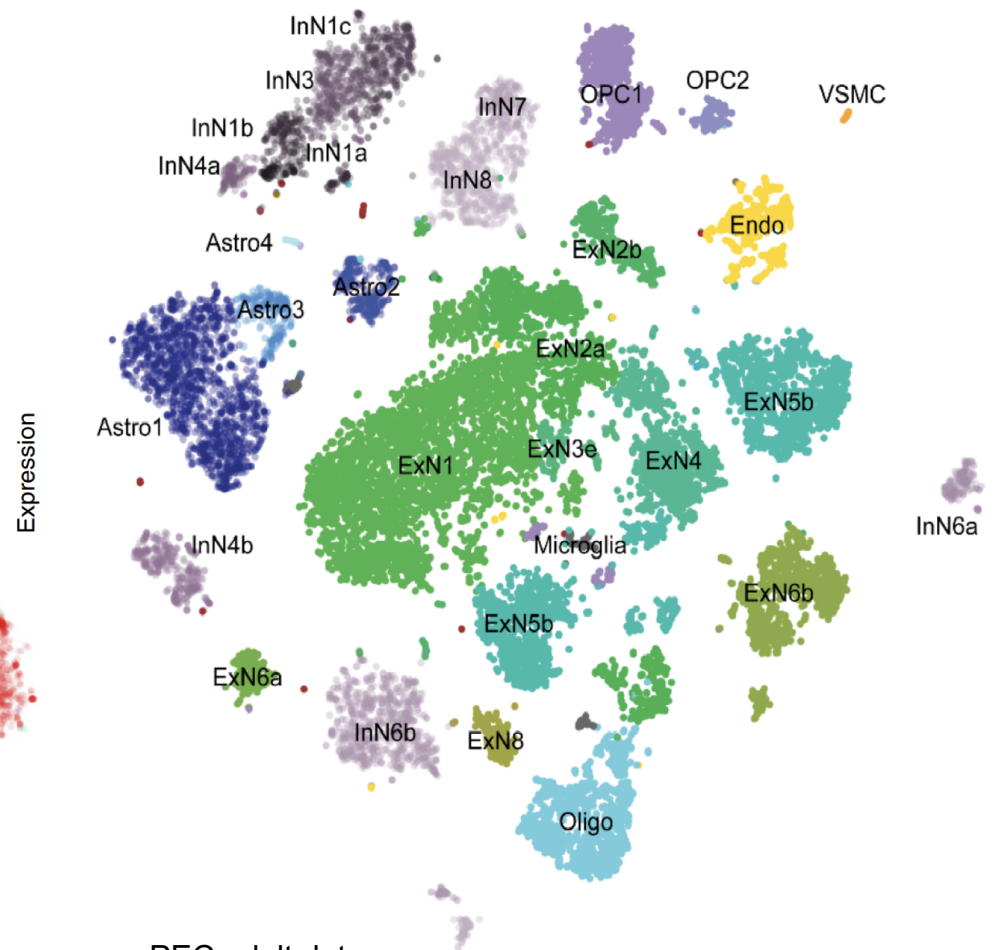 InN1c
InN3
InN7
OPC1
OPC2
VSMC
InN1b
InN1a
InN4a
InN8
Astro4
ExN2b
Endo
Astro2
Astro3
ExN2a
ExN5b
Astro1
ExN1
ExN3e
ExN4
Expression
InN6a
InN4b
Microglia
ExN6b
ExN5b
ExN6a
InN6b
ExN8
Oligo